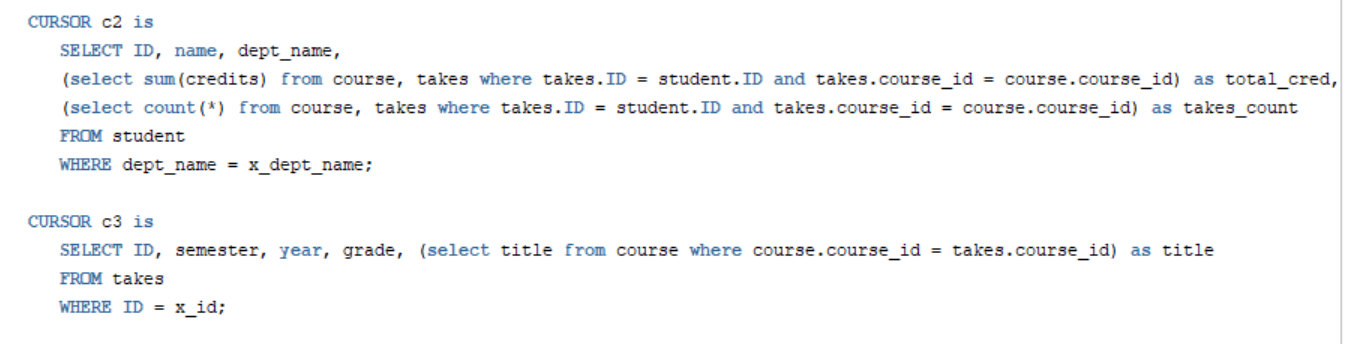 CURSOR c2 is
SELECT ID, name, dept_name,
(select sum(credits) from course, takes where takes.ID = student.ID and takes.course_id = course.course_id) as total_cred,
(select count(*) from course, takes where takes.ID = student.ID and takes.course_id = course.course_id) as takes_count
FROM student
WHERE dept_name = x_dept_name;
CURSOR c3 is
SELECT ID, semester, year, grade, (select title from course where course.course_id = takes.course_id) as title
FROM takes
WHERE ID = x_id;